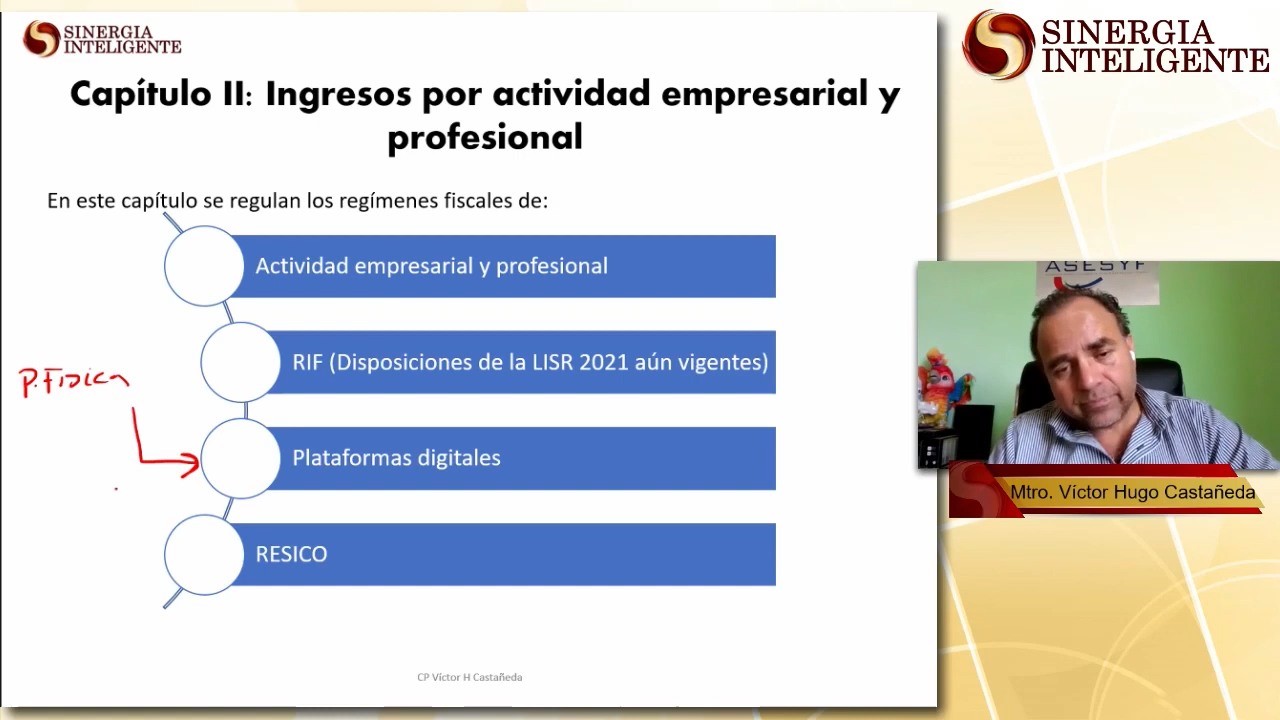 SINERGIA
INTELIGENTE
Capítulo II: Ingresos por actividad empresarial y
profesional
En este capítulo se regulan los regímenes fiscales de:
Actividad empresarial y profesional
RIF (Disposiciones de la LISR 2021 aún vigentes)
P. Física
Plataformas digitales
RESICO
CP Víctor H Castañeda
SINERGIA
INTELIGENTE
ASESYF
Mtro. Víctor Hugo Castañeda